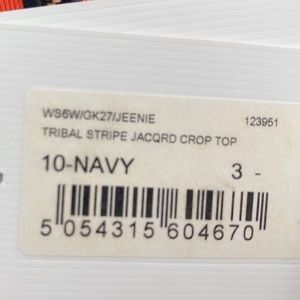 WS6W/GK27/JEENIE 123951
TRIBAL STRIPE JACQRD CROP TOP
10-NAVY 3 -
5 054315 604670